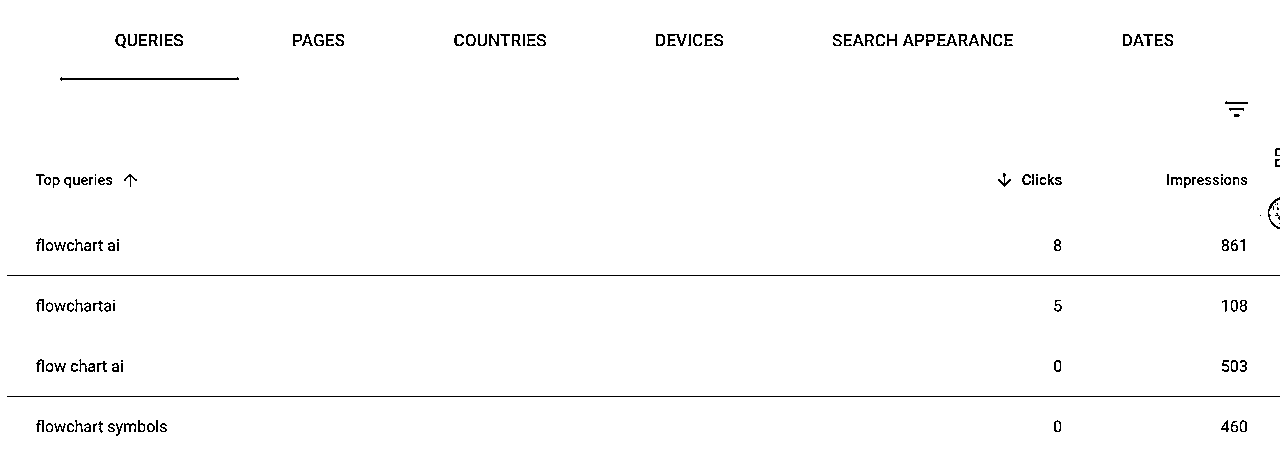 QUERIES PAGES COUNTRIES DEVICES SEARCH APPEARANCE DATES
Top queries Clicks Impressions
flowchart ai 8 861
flowchartai 5 108
flow chart ai 0 503
flowchart symbols 0 460